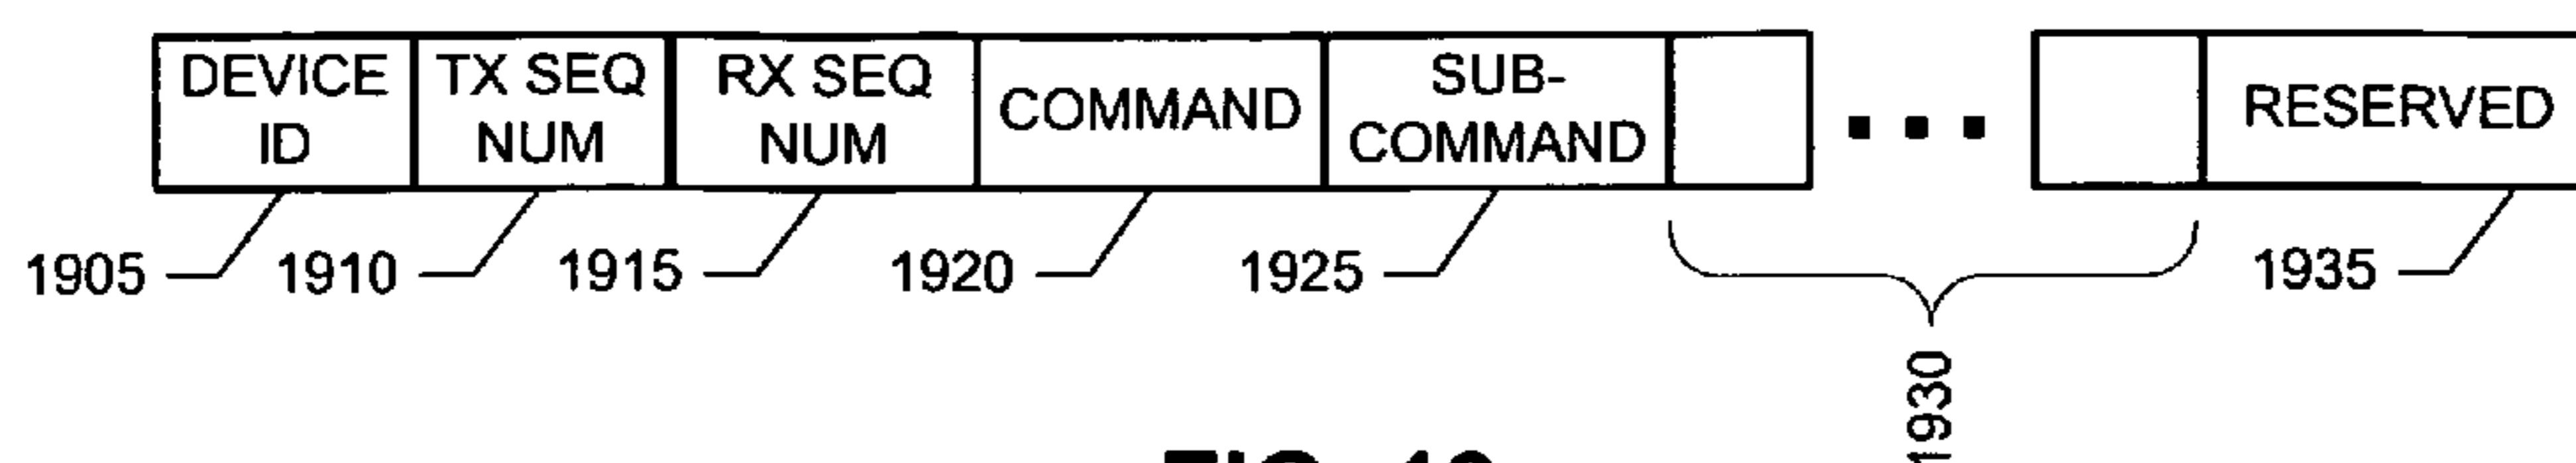 DEVICE
ID
TX SEQ
NUM
RX SEQ
NUM
COMMAND
SUB-
COMMAND
RESERVED
1905
1910
1915
1920
1925
1930
1935